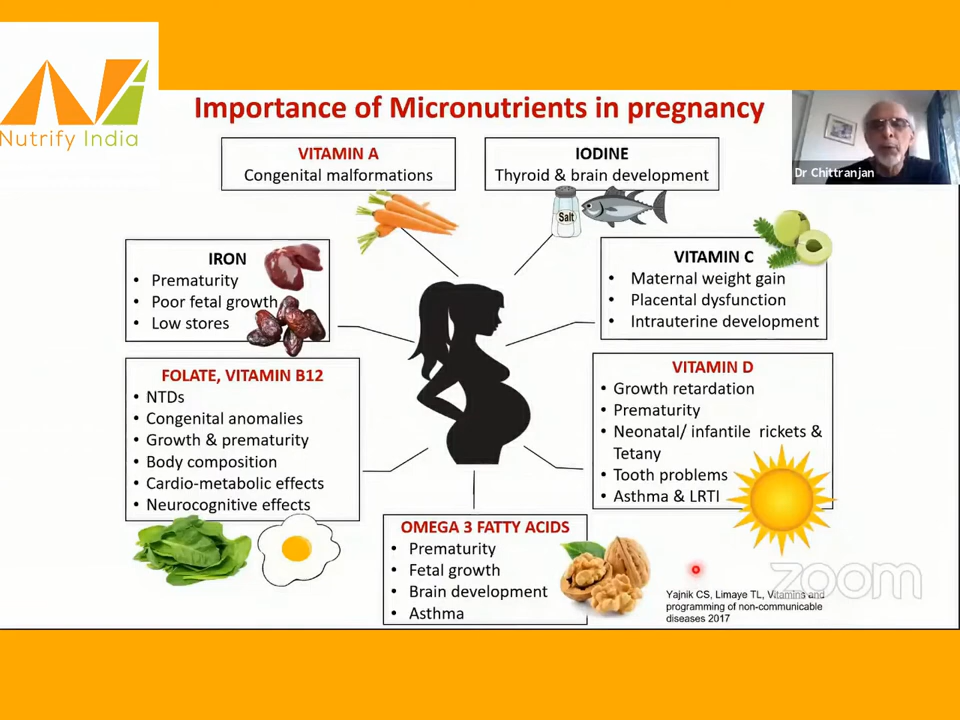 Nutrify India
Importance of Micronutrients in pregnancy
Dr Chittranjan
VITAMIN A
Congenital malformations
IODINE
Thyroid & brain development
Salt
IRON
• Prematurity
• Poor fetal growth
• Low stores
VITAMIN C
• Maternal weight gain
• Placental dysfunction
• Intrauterine development
FOLATE, VITAMIN B12
• NTDs
• Congenital anomalies
• Growth & prematurity
• Body composition
• Cardio-metabolic effects
• Neurocognitive effects
VITAMIN D
• Growth retardation
• Prematurity
• Neonatal/ infantile rickets &
Tetany
• Tooth problems
• Asthma & LRTI
OMEGA 3 FATTY ACIDS
• Prematurity
• Fetal growth
• Brain development
• Asthma
zoom
Yajnik CS, Limaye TL, Vitamins and
programming of non-communicable
diseases 2017